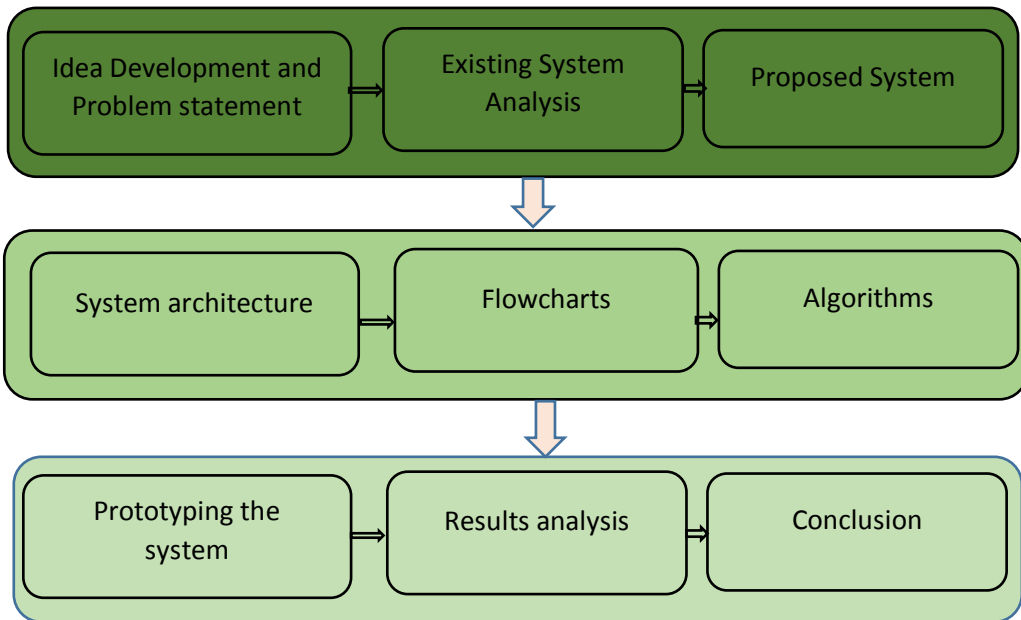 Idea Development and
Problem statement
Existing System
Analysis
Proposed System
System architecture
Flowcharts
Algorithms
Prototyping the
system
Results analysis
Conclusion